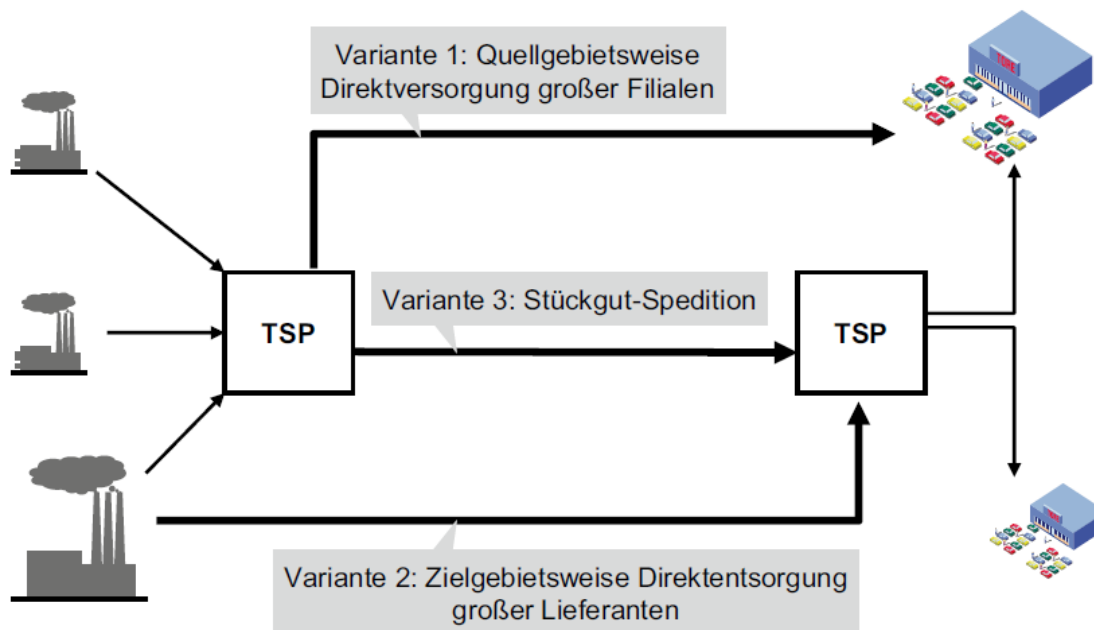 Variante 1: Quellgebietsweise
Direktversorgung großer Filialen
Variante 3: Stückgut-Spedition
TSP
TSP
Variante 2: Zielgebietsweise Direktentsorgung
großer Lieferanten